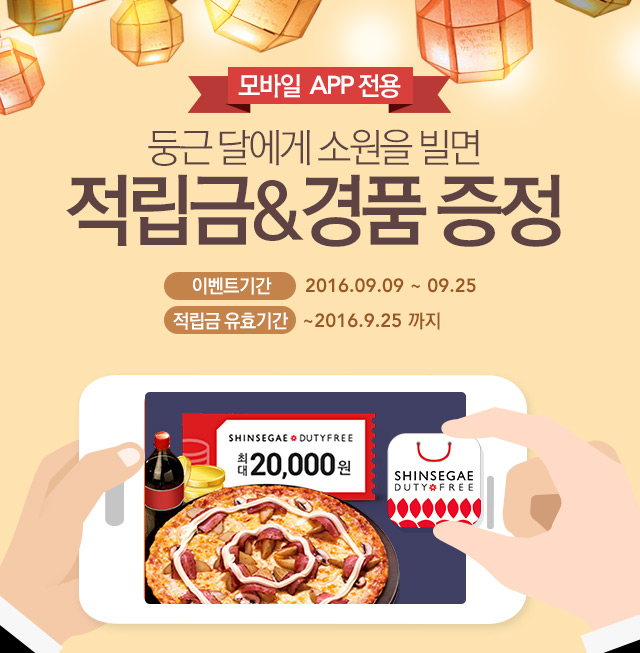 모바일 APP 전용
둥근 달에게 소원을 빌면
적립금&경품 증정
이벤트기간 2016.09.09 ~ 09.25
적립금 유효기간 ~2016.9.25 까지
SHINSEGAE DUTYFREE
최대 20,000원
SHINSEGAE
DUTY FREE